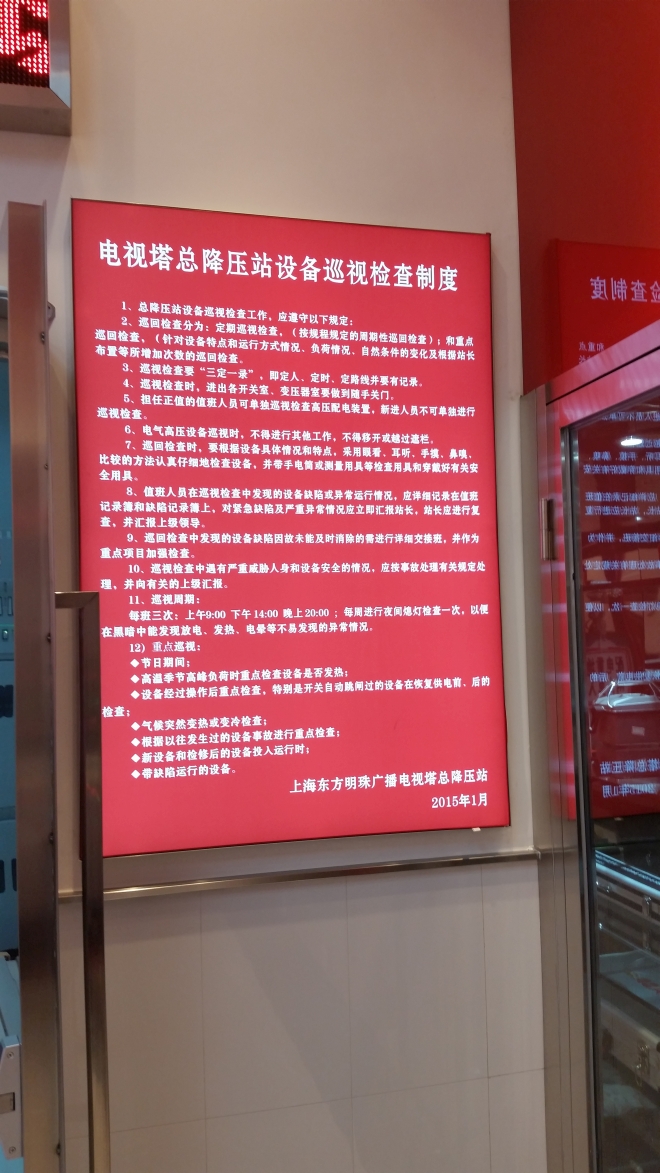 电视塔总降压站设备巡视检查制度
1、总降压站设备巡视检查工作，应遵守以下规定：
2、巡回检查分为：定期巡视检查，（按规程规定的周期性巡回检查）；和重点
巡回检查，（针对设备特点和运行方式情况、负荷情况、自然条件的变化及根据站长
布置等所增加次数的巡回检查。
3、巡视检查要“三定一录”，即定人、定时、定路线并要有记录。
4、巡视检查时，进出各开关室、变压器室要做到随手关门。
5、担任正值的值班人员可单独巡视检查高压配电装置，新进人员不可单独进行
巡视检查。
6、电气高压设备巡视时，不得进行其他工作，不得移开或越过遮栏。
7、巡回检查时，要根据设备具体情况和特点，采用眼看、耳听、手摸、鼻嗅、
比较的方法认真仔细地检查设备，并带手电筒或测量用具等检查用具和穿戴好有关安
全用具。
8、值班人员在巡视检查中发现的设备缺陷或异常运行情况，应详细记录在值班
记录簿和缺陷记录簿上，对紧急缺陷及严重异常情况应立即汇报站长，站长应进行复
查，并汇报上级领导。
9、巡回检查中发现的设备缺陷因故未能及时消除的需进行详细交接班，并作为
重点项目加强检查。
10、巡视检查中遇有严重威胁人身和设备安全的情况，应按事故处理有关规定处
理，并向有关的上级汇报。
11、巡视周期：
每班三次：上午9:00 下午14:00 晚上20:00；每周进行夜间熄灯检查一次，以便
在黑暗中能发现放电、发热、电晕等不易发现的异常情况。
12）重点巡视：
◆节日期间；
◆高温季节高峰负荷时重点检查设备是否发热；
◆设备经过操作后重点检查，特别是开关自动跳闸过的设备在恢复供电前、后的
检查；
◆气候突然变热或变冷检查；
◆根据以往发生过的设备事故进行重点检查；
◆新设备和检修后的设备投入运行时；
◆带缺陷运行的设备。
上海东方明珠广播电视塔总降压站
2015年1月